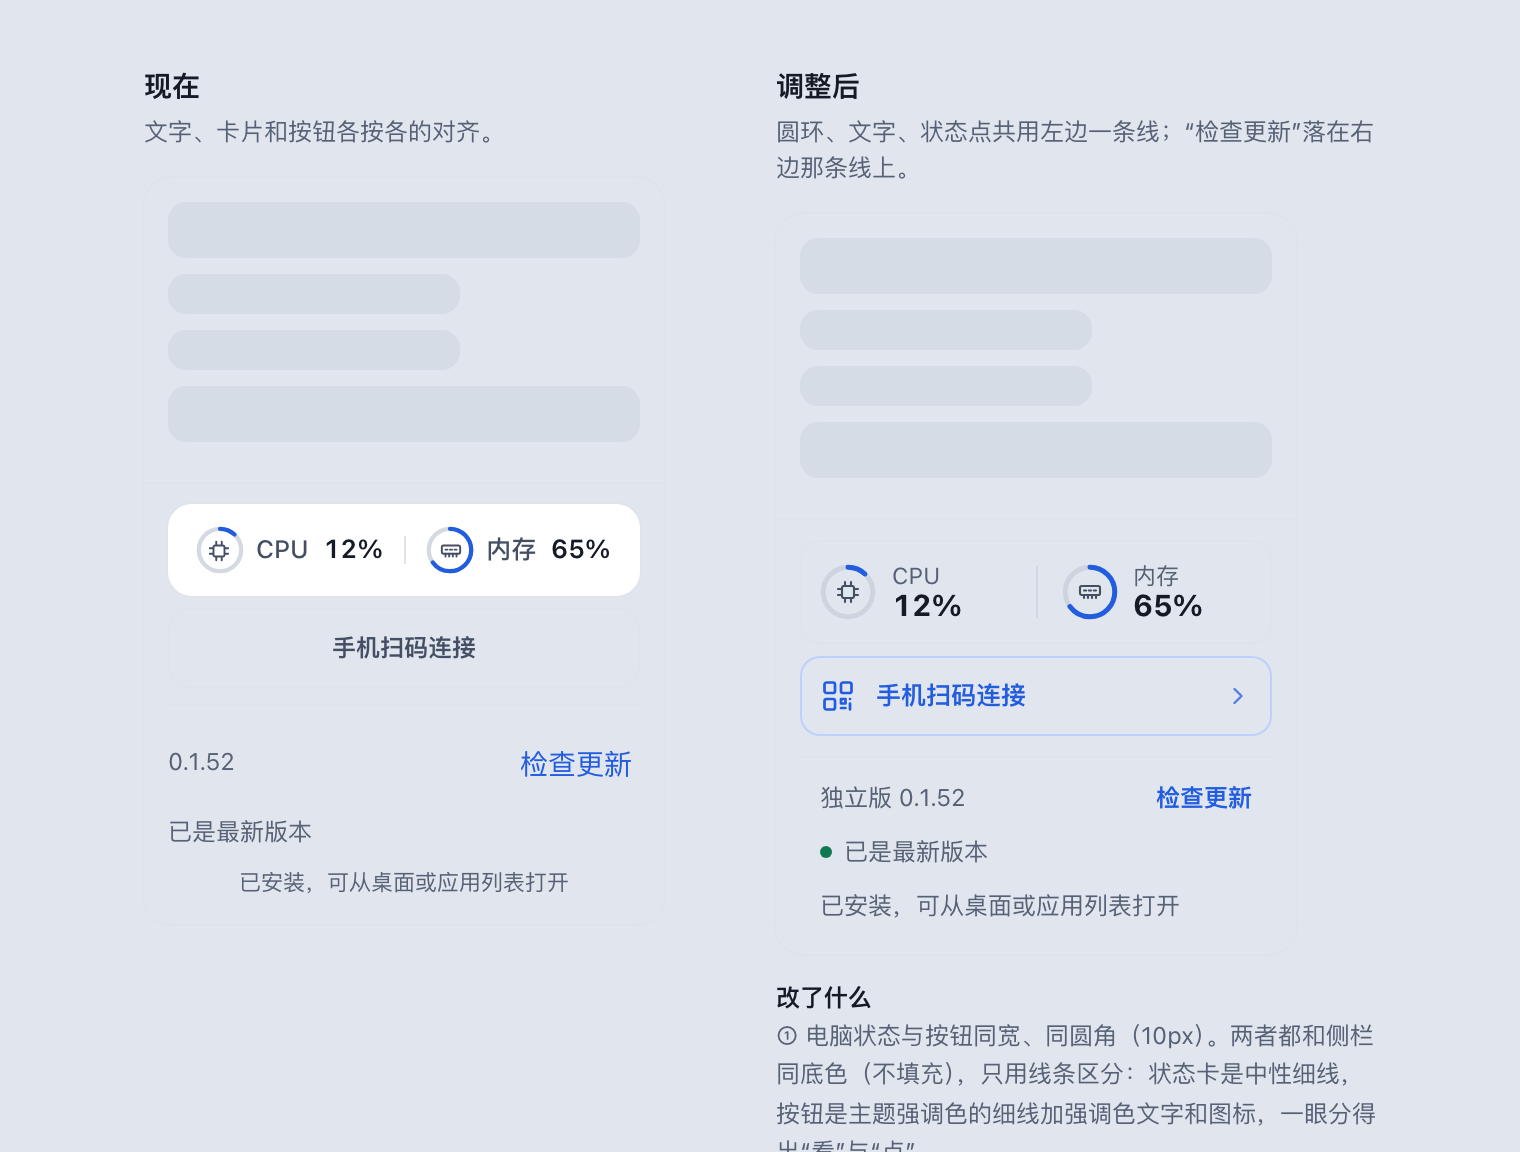 现在
文字、卡片和按钮各按各的对齐。
CPU 12%
内存 65%
手机扫码连接
0.1.52
检查更新
已是最新版本
已安装，可从桌面或应用列表打开
调整后
圆环、文字、状态点共用左边一条线；“检查更新”落在右
边那条线上。
CPU
12%
内存
65%
手机扫码连接
独立版 0.1.52
检查更新
已是最新版本
已安装，可从桌面或应用列表打开
改了什么
① 电脑状态与按钮同宽、同圆角（10px）。两者都和侧栏
同底色（不填充），只用线条区分：状态卡是中性细线，
按钮是主题强调色的细线加强调色文字和图标，一眼分得
出“看”与“点”